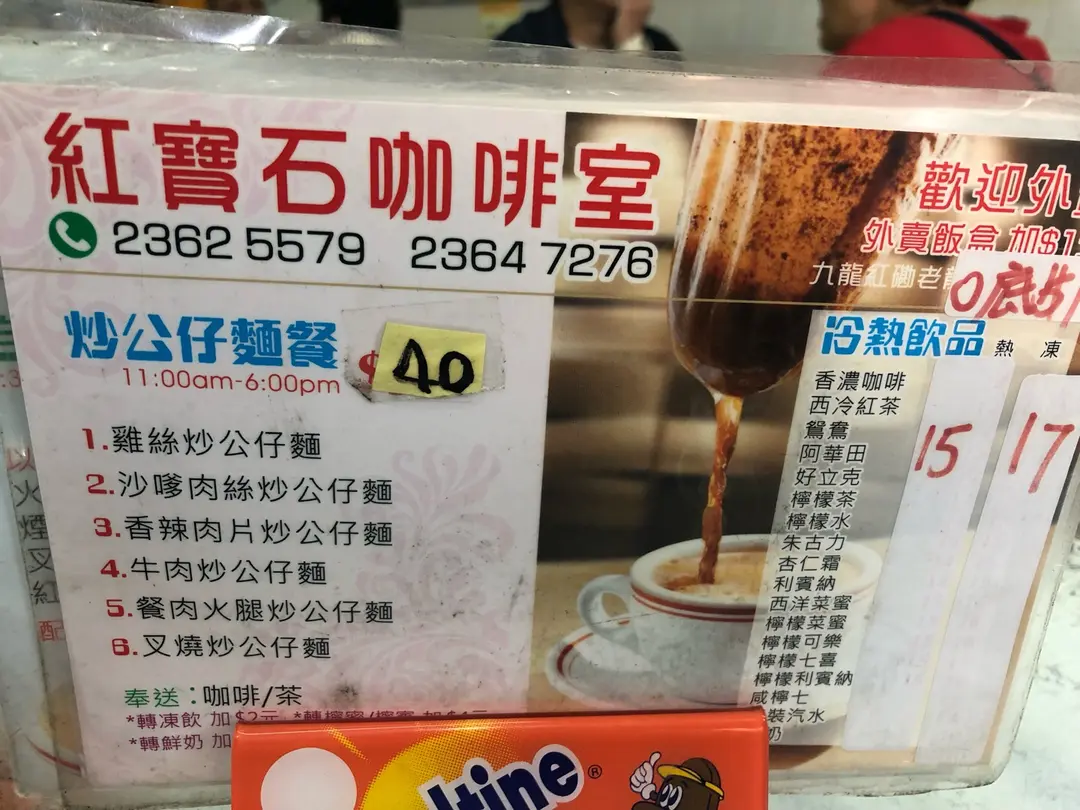 紅寶石咖啡室
2362 5579 2364 7276
歡迎外
外賣飯盒 加$1
九龍紅磡老
0底
炒公仔麵餐
11:00am-6:00pm $40
1.雞絲炒公仔麵
2.沙嗲肉絲炒公仔麵
3.香辣肉片炒公仔麵
4.牛肉炒公仔麵
5.餐肉火腿炒公仔麵
6.叉燒炒公仔麵
奉送：咖啡/茶
*轉凍飲 加$2元
*轉鮮奶 加
冷熱飲品 熱 凍
15 17
香濃咖啡
西冷紅茶
鴛鴦
阿華田
好立克
檸檬茶
檸檬水
朱古力
杏仁霜
利賓納
西洋菜蜜
檸檬菜蜜
檸檬可樂
檸檬七喜
檸檬利賓納
咸檸七
裝汽水
奶
以
火
煙
叉
紅
配
ltine®